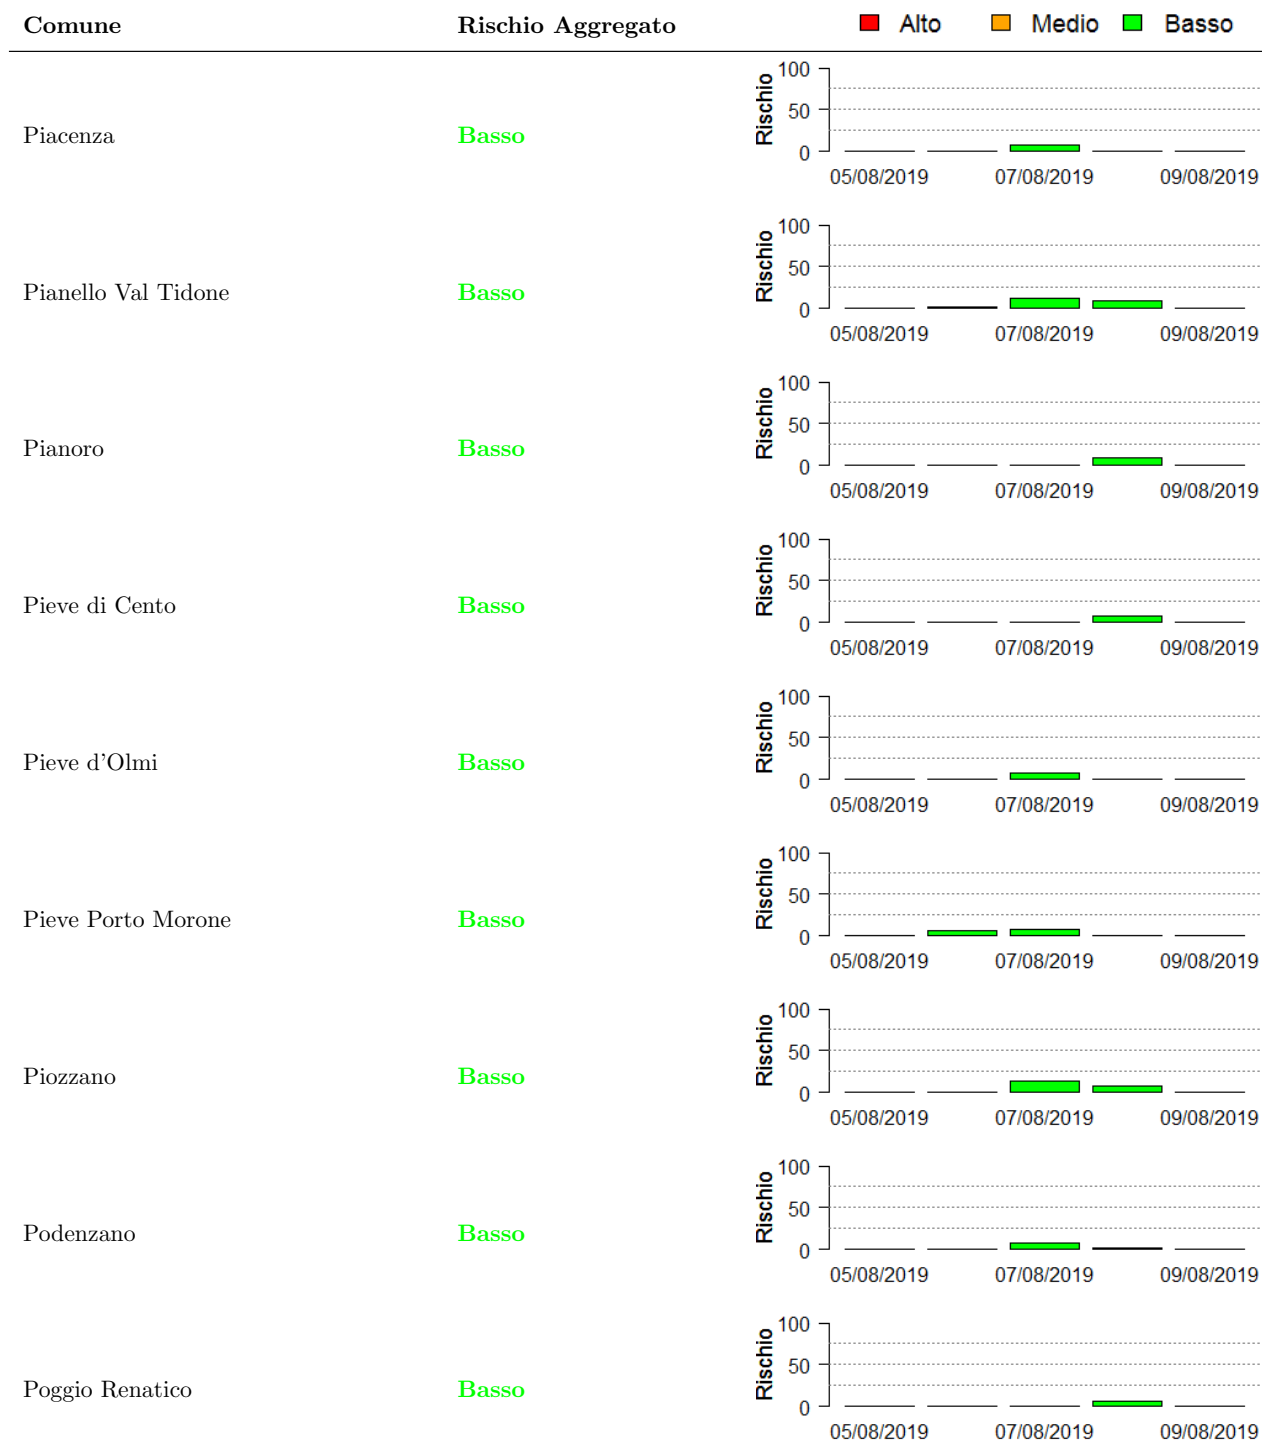 Comune Rischio Aggregato Alto Medio Basso
Piacenza Basso
Rischio
100
50
0
05/08/2019 07/08/2019 09/08/2019
Pianello Val Tidone Basso
Rischio
100
50
0
05/08/2019 07/08/2019 09/08/2019
Pianoro Basso
Rischio
100
50
0
05/08/2019 07/08/2019 09/08/2019
Pieve di Cento Basso
Rischio
100
50
0
05/08/2019 07/08/2019 09/08/2019
Pieve d'Olmi Basso
Rischio
100
50
0
05/08/2019 07/08/2019 09/08/2019
Pieve Porto Morone Basso
Rischio
100
50
0
05/08/2019 07/08/2019 09/08/2019
Piozzano Basso
Rischio
100
50
0
05/08/2019 07/08/2019 09/08/2019
Podenzano Basso
Rischio
100
50
0
05/08/2019 07/08/2019 09/08/2019
Poggio Renatico Basso
Rischio
100
50
0
05/08/2019 07/08/2019 09/08/2019